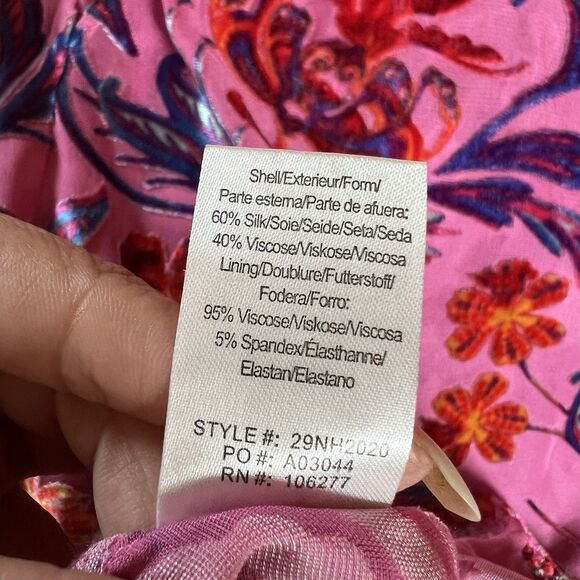 Shell/Exterieur/Form/
Parte esterna/Parte de afuera:
60% Silk/Soie/Seide/Seta/Seda
40% Viscose/Viskose/Viscosa
Lining/Doublure/Futterstoff/
Fodera/Forro:
95% Viscose/Viskose/Viscosa
5% Spandex/Élasthanne/
Elastan/Elastano
STYLE #: 29NH2020
PO #: A03044
RN #: 106277